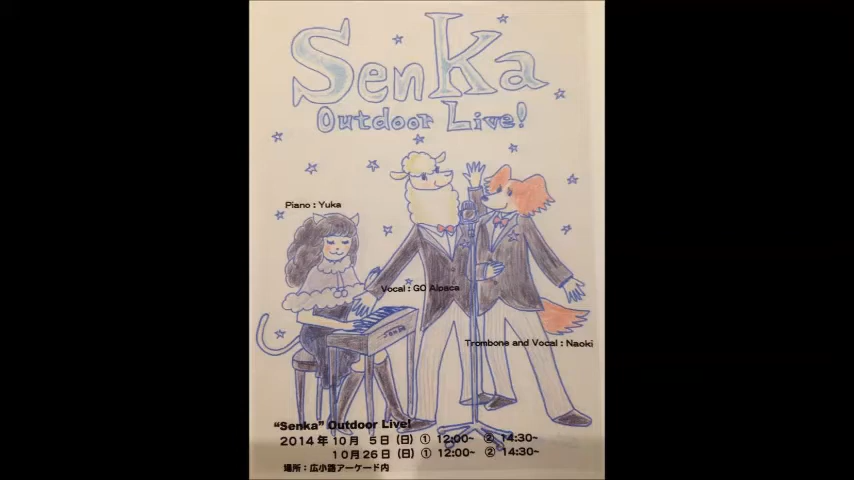 SenKa
Outdoor Live!
Piano : Yuka
Vocal : GO Alpaca
Trombone and Vocal : Naoki
"Senka" Outdoor Live!
2014年 10月 5日 (日) ① 12:00~ ② 14:30~
10月 26日 (日) ① 12:00~ ② 14:30~
場所：広小路アーケード内